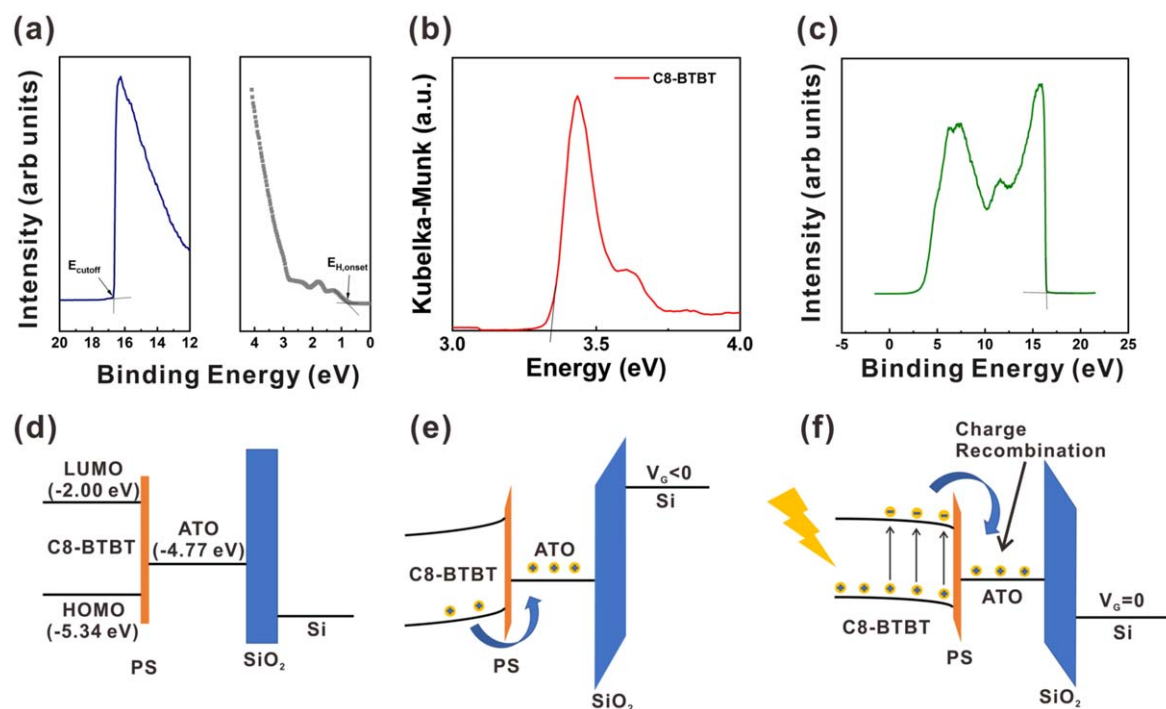 (a)
Intensity (arb units)
E_cutoff
E_H,onset
20 16 14 12
18
4 3 2 1 0
Binding Energy (eV)
(b)
Kubelka-Munk (a.u.)
C8-BTBT
3.0 3.5 4.0
Energy (eV)
(c)
Intensity (arb units)
-5 0 5 10 15 20 25
Binding Energy (eV)
(d)
LUMO
(-2.00 eV)
C8-BTBT
ATO
(-4.77 eV)
HOMO
(-5.34 eV)
Si
PS
SiO₂
(e)
V_G<0
Si
ATO
C8-BTBT
PS
SiO₂
(f)
Charge
Recombination
ATO
V_G=0
Si
C8-BTBT
PS
SiO₂